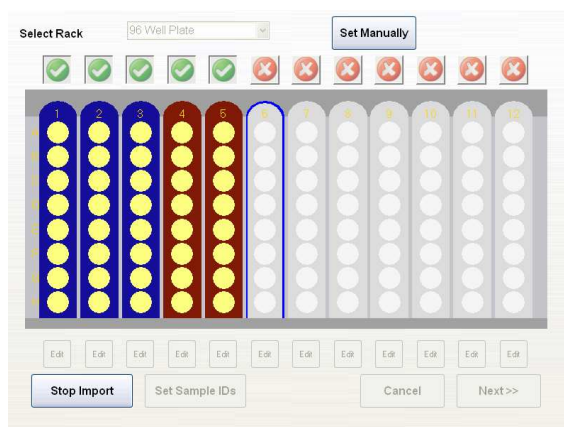 Select Rack 96 Well Plate Set Manually
1 2 3 4 5 6 7 8 9 10 11 12
Edit Edit Edit Edit Edit Edit Edit Edit Edit Edit Edit Edit
Stop Import Set Sample IDs Cancel Next>>